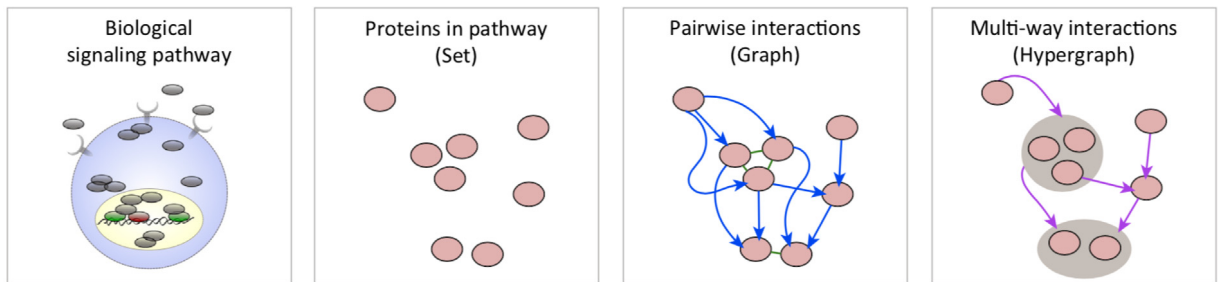 Biological
signaling pathway
Proteins in pathway
(Set)
Pairwise interactions
(Graph)
Multi-way interactions
(Hypergraph)